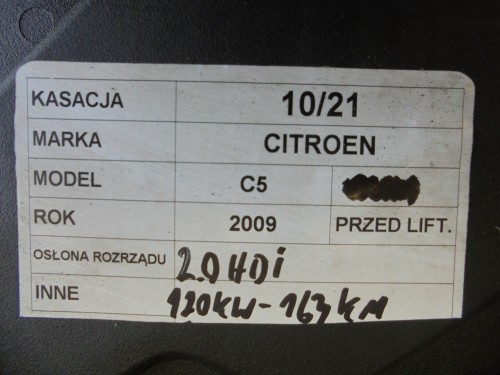 KASACJA 10/21
MARKA CITROEN
MODEL C5
ROK 2009 PRZED LIFT.
OSŁONA ROZRZĄDU 2.0 HDi
INNE 120KW-163KM